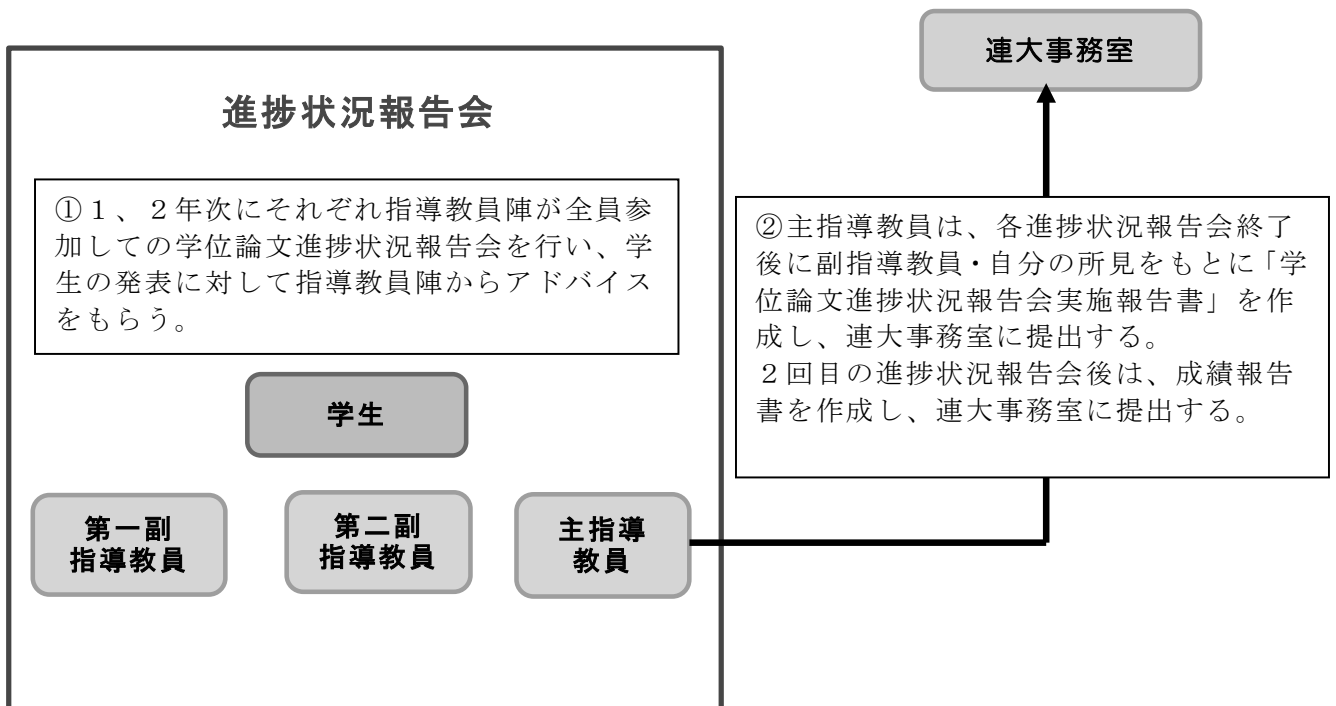 連大事務室
進捗状況報告会
①１、２年次にそれぞれ指導教員陣が全員参
加しての学位論文進捗状況報告会を行い、学
生の発表に対して指導教員陣からアドバイス
をもらう。
②主指導教員は、各進捗状況報告会終了
後に副指導教員・自分の所見をもとに「学
位論文進捗状況報告会実施報告書」を作
成し、連大事務室に提出する。
２回目の進捗状況報告会後は、成績報告
書を作成し、連大事務室に提出する。
学生
第一副
指導教員
第二副
指導教員
主指導
教員